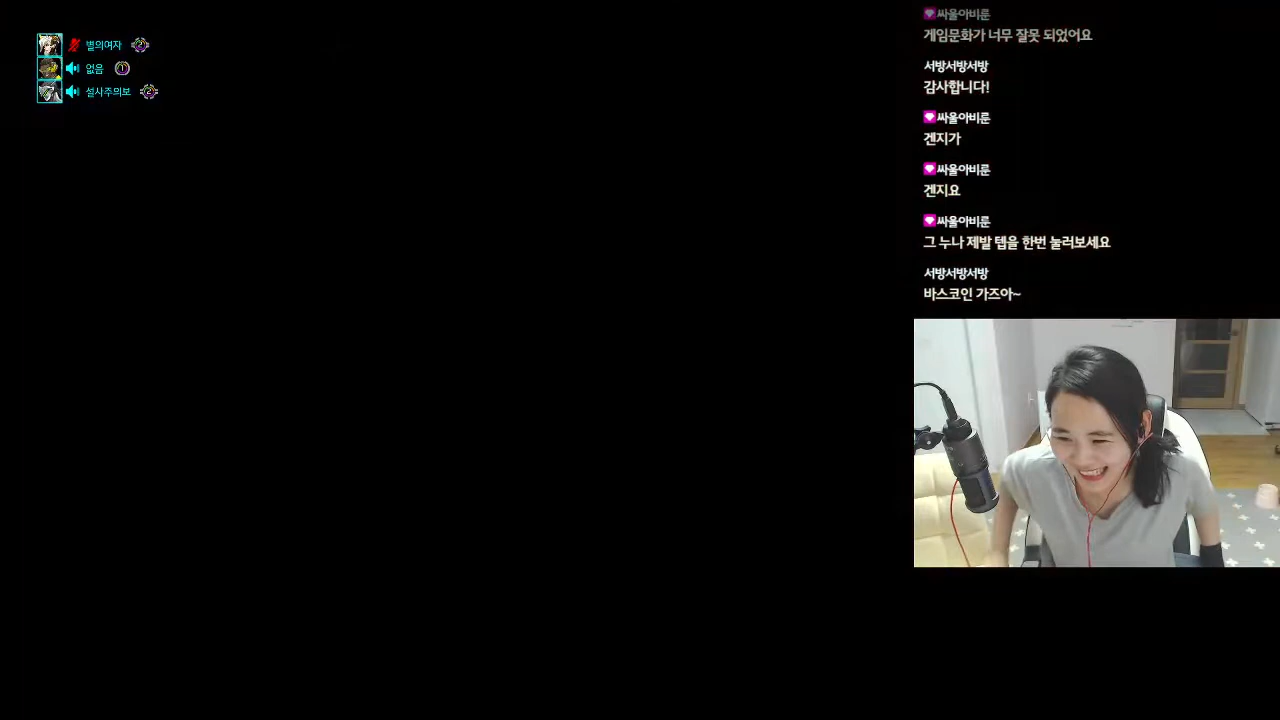 별의여자
없음
설사주의보
싸울아비룬
게임문화가 너무 잘못 되었어요
서방서방서방
감사합니다!
싸울아비룬
겐지가
싸울아비룬
겐지요
싸울아비룬
그 누나 제발 텝을 한번 눌러보세요
서방서방서방
바스코인 가즈아~